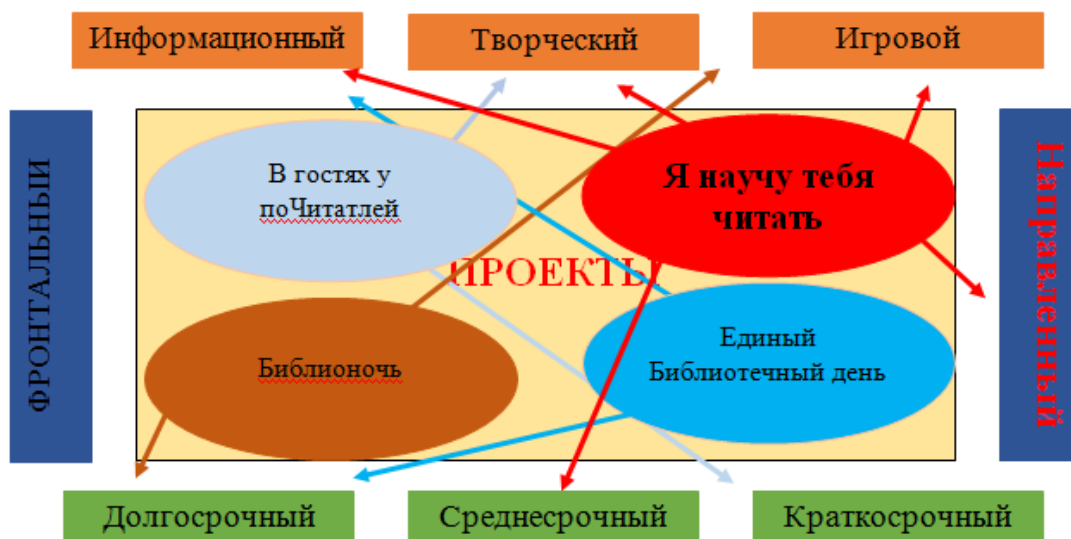 Информационный
Творческий
Игровой
ФРОНТАЛЬНЫЙ
В гостях у
поЧитатлей
Я научу тебя
читать
Направленный
ПРОЕКТЫ
Библионочь
Единый
Библиотечный день
Долгосрочный
Среднесрочный
Краткосрочный